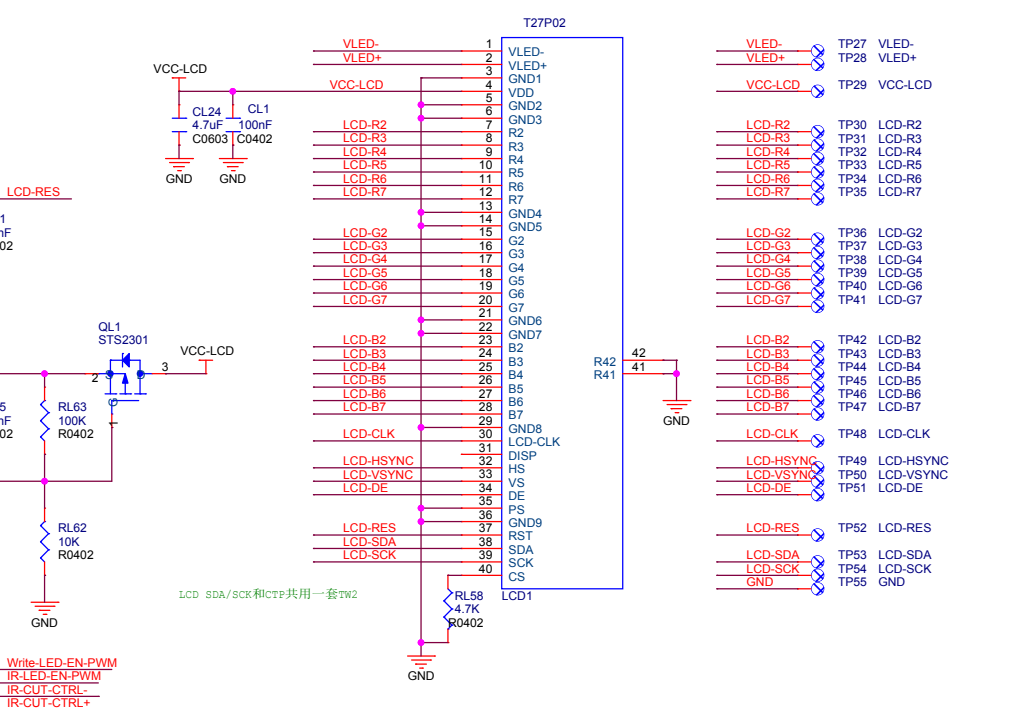 T27P02
VLED-
VLED+
VCC-LCD
LCD-R2
LCD-R3
LCD-R4
LCD-R5
LCD-R6
LCD-R7
LCD-G2
LCD-G3
LCD-G4
LCD-G5
LCD-G6
LCD-G7
LCD-B2
LCD-B3
LCD-B4
LCD-B5
LCD-B6
LCD-B7
LCD-CLK
LCD-HSYNC
LCD-VSYNC
LCD-DE
LCD-RES
LCD-SDA
LCD-SCK
1 VLED-
2 VLED+
3 GND1
4 VDD
5 GND2
6 GND3
7 R2
8 R3
9 R4
10 R5
11 R6
12 R7
13 GND4
14 GND5
15 G2
16 G3
17 G4
18 G5
19 G6
20 G7
21 GND6
22 GND7
23 B2
24 B3
25 B4
26 B5
27 B6
28 B7
29 GND8
30 LCD-CLK
31 DISP
32 HS
33 VS
34 DE
35 PS
36 GND9
37 RST
38 SDA
39 SCK
40 CS
LCD1
R42 42
R41 41
GND
RL58
4.7K
R0402
GND
VCC-LCD
CL24
4.7uF
C0603
CL1
100nF
C0402
GND
GND
LCD-RES
1
nF
02
QL1
STS2301
VCC-LCD
2
3
G
1
5
nF
02
RL63
100K
R0402
RL62
10K
R0402
GND
LCD SDA/SCK和CTP共用一套TW2
Write-LED-EN-PWM
IR-LED-EN-PWM
IR-CUT-CTRL-
IR-CUT-CTRL+
VLED- TP27 VLED-
VLED+ TP28 VLED+
VCC-LCD TP29 VCC-LCD
LCD-R2 TP30 LCD-R2
LCD-R3 TP31 LCD-R3
LCD-R4 TP32 LCD-R4
LCD-R5 TP33 LCD-R5
LCD-R6 TP34 LCD-R6
LCD-R7 TP35 LCD-R7
LCD-G2 TP36 LCD-G2
LCD-G3 TP37 LCD-G3
LCD-G4 TP38 LCD-G4
LCD-G5 TP39 LCD-G5
LCD-G6 TP40 LCD-G6
LCD-G7 TP41 LCD-G7
LCD-B2 TP42 LCD-B2
LCD-B3 TP43 LCD-B3
LCD-B4 TP44 LCD-B4
LCD-B5 TP45 LCD-B5
LCD-B6 TP46 LCD-B6
LCD-B7 TP47 LCD-B7
LCD-CLK TP48 LCD-CLK
LCD-HSYNC TP49 LCD-HSYNC
LCD-VSYNC TP50 LCD-VSYNC
LCD-DE TP51 LCD-DE
LCD-RES TP52 LCD-RES
LCD-SDA TP53 LCD-SDA
LCD-SCK TP54 LCD-SCK
GND TP55 GND